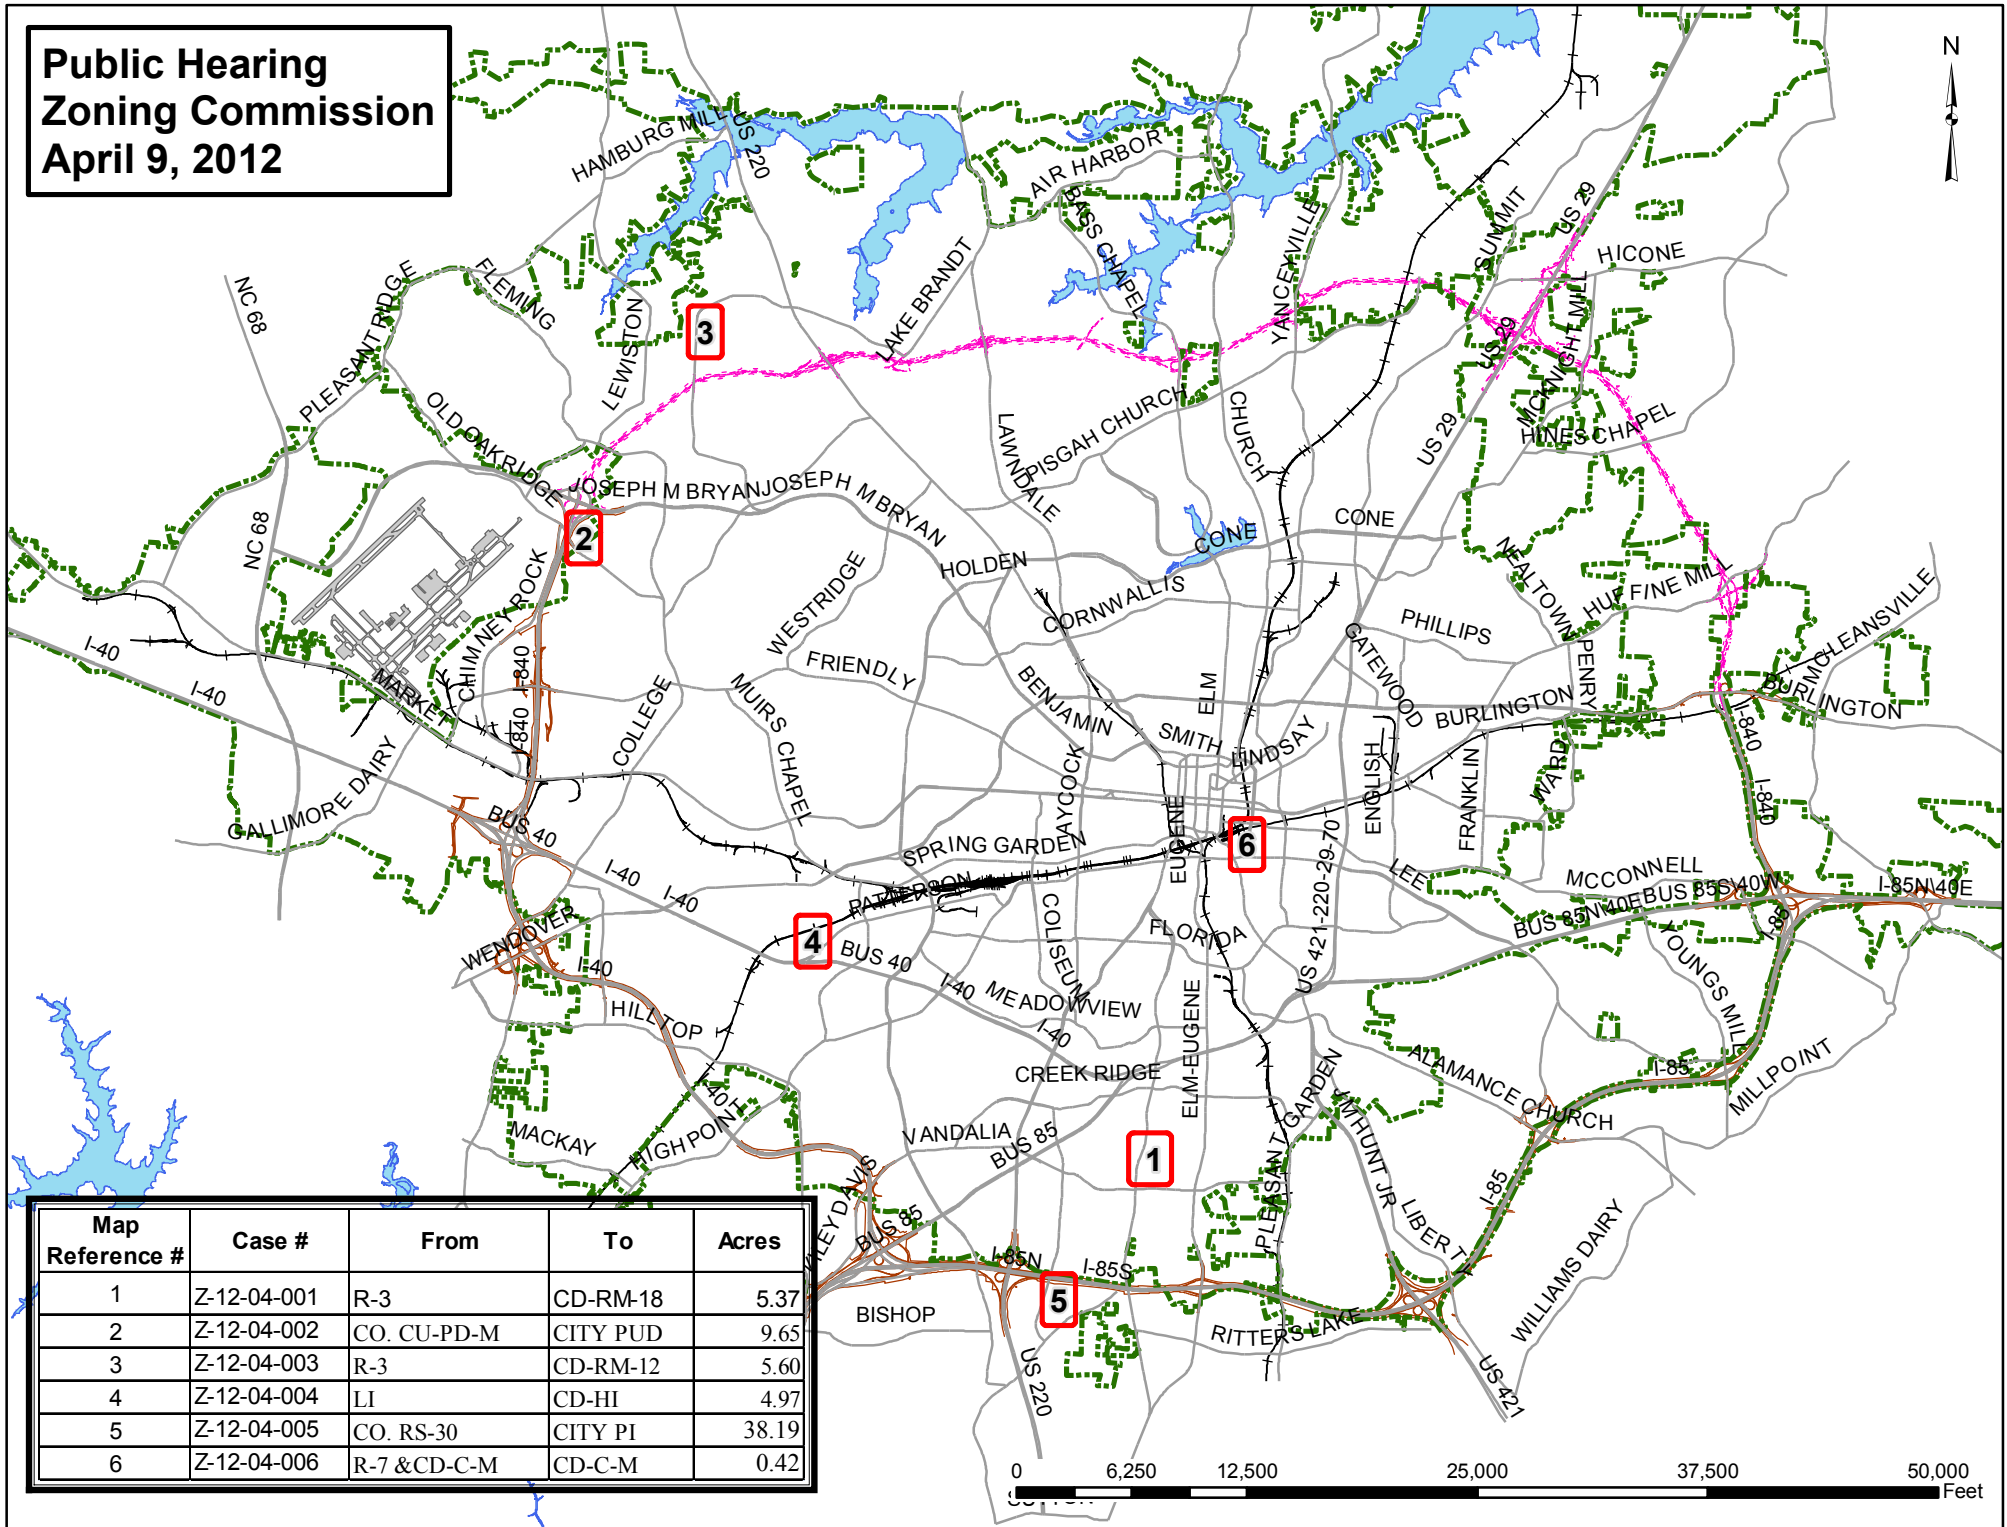 Public Hearing
Zoning Commission
April 9, 2012
N
HAMBURG MILL
US 220
AIR HARBOR
BASS CHAPEL
YANCEYVILLE
SUMMIT
US 29
HICONE
NC 68
PLEASANT RIDGE
FLEMING
LEWISTON
3
LAKE BRANDT
US 29
MCKNIGHT MILL
OLD OAK RIDGE
LAWNDALE
PISGAH CHURCH
CHURCH
US 29
HINES CHAPEL
JOSEPH M BRYAN
JOSEPH M BRYAN
NC 68
2
CHIMNEY ROCK
WESTRIDGE
HOLDEN
CONE
CONE
CORNWALLIS
NEALTOWN
HUFFINE MILL
MCLEANSVILLE
I-40
I-40
MARKET
I-840
I-840
FRIENDLY
PHILLIPS
GATEWOOD
PENRY
COLLEGE
MUIRS CHAPEL
BENJAMIN
ELM
SMITH
LINDSAY
BURLINGTON
BURLINGTON
I-840
I-840
GALLIMORE DAIRY
AYCOCK
ENGLISH
FRANKLIN
WARD
BUS 40
SPRING GARDEN
EUGENE
6
US 421-220-29-70
LEE
MCCONNELL
I-40
I-40
PATTERSON
BUS 85N\40E
BUS 85S\40W
I-85N\40E
I-85
WENDOVER
4
BUS 40
COLISEUM
FLORIDA
YOUNGS MILL
I-40
I-40
MEADOWVIEW
I-40
HILLTOP
ELM-EUGENE
CREEK RIDGE
ALAMANCE CHURCH
I-85
MILLPOINT
I-40
MACKAY
HIGH POINT
VANDALIA
BUS 85
1
PLEASANT GARDEN
JMHUNT JR
LIBERTY
I-85
WILLIAMS DAIRY
WILEY DAVIS
BUS 85
I-85N
I-85S
5
BISHOP
RITTERS LAKE
US 220
US 421
Map Reference # Case # From To Acres
1 Z-12-04-001 R-3 CD-RM-18 5.37
2 Z-12-04-002 CO. CU-PD-M CITY PUD 9.65
3 Z-12-04-003 R-3 CD-RM-12 5.60
4 Z-12-04-004 LI CD-HI 4.97
5 Z-12-04-005 CO. RS-30 CITY PI 38.19
6 Z-12-04-006 R-7 &CD-C-M CD-C-M 0.42
0 6,250 12,500 25,000 37,500 50,000
Feet